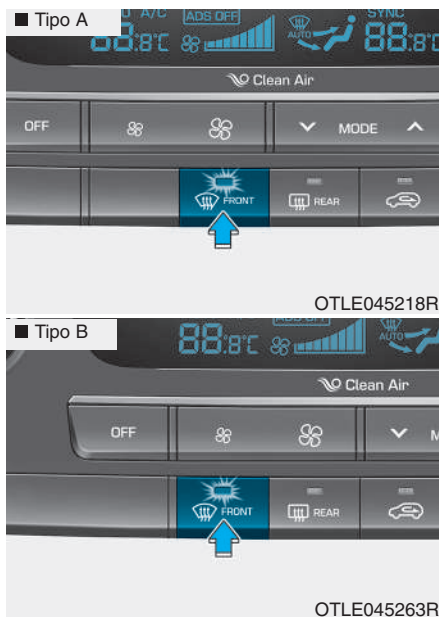 ■ Tipo A
A/C ADS OFF SYNC
88.8°C AUTO 88.8°C
Clean Air
OFF MODE
FRONT REAR
OTLE045218R
■ Tipo B
88.8°C AUTO
Clean Air
OFF
FRONT REAR
OTLE045263R